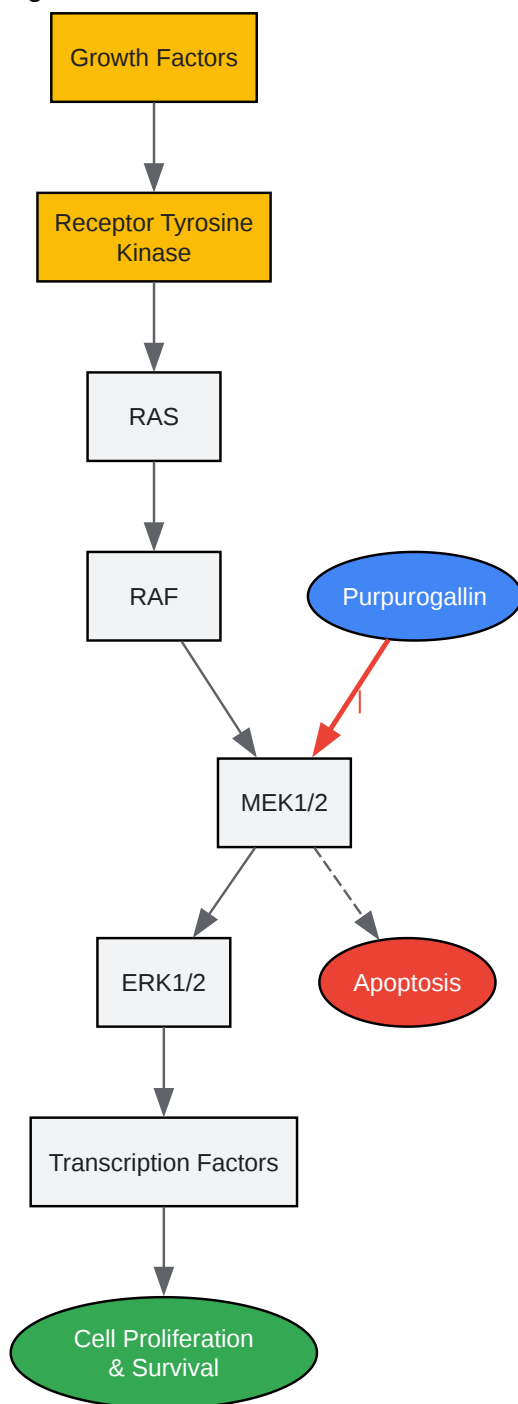 Growth Factors
Receptor Tyrosine
Kinase
RAS
RAF
Purpurogallin
|
MEK1/2
ERK1/2
Apoptosis
Transcription Factors
Cell Proliferation
& Survival